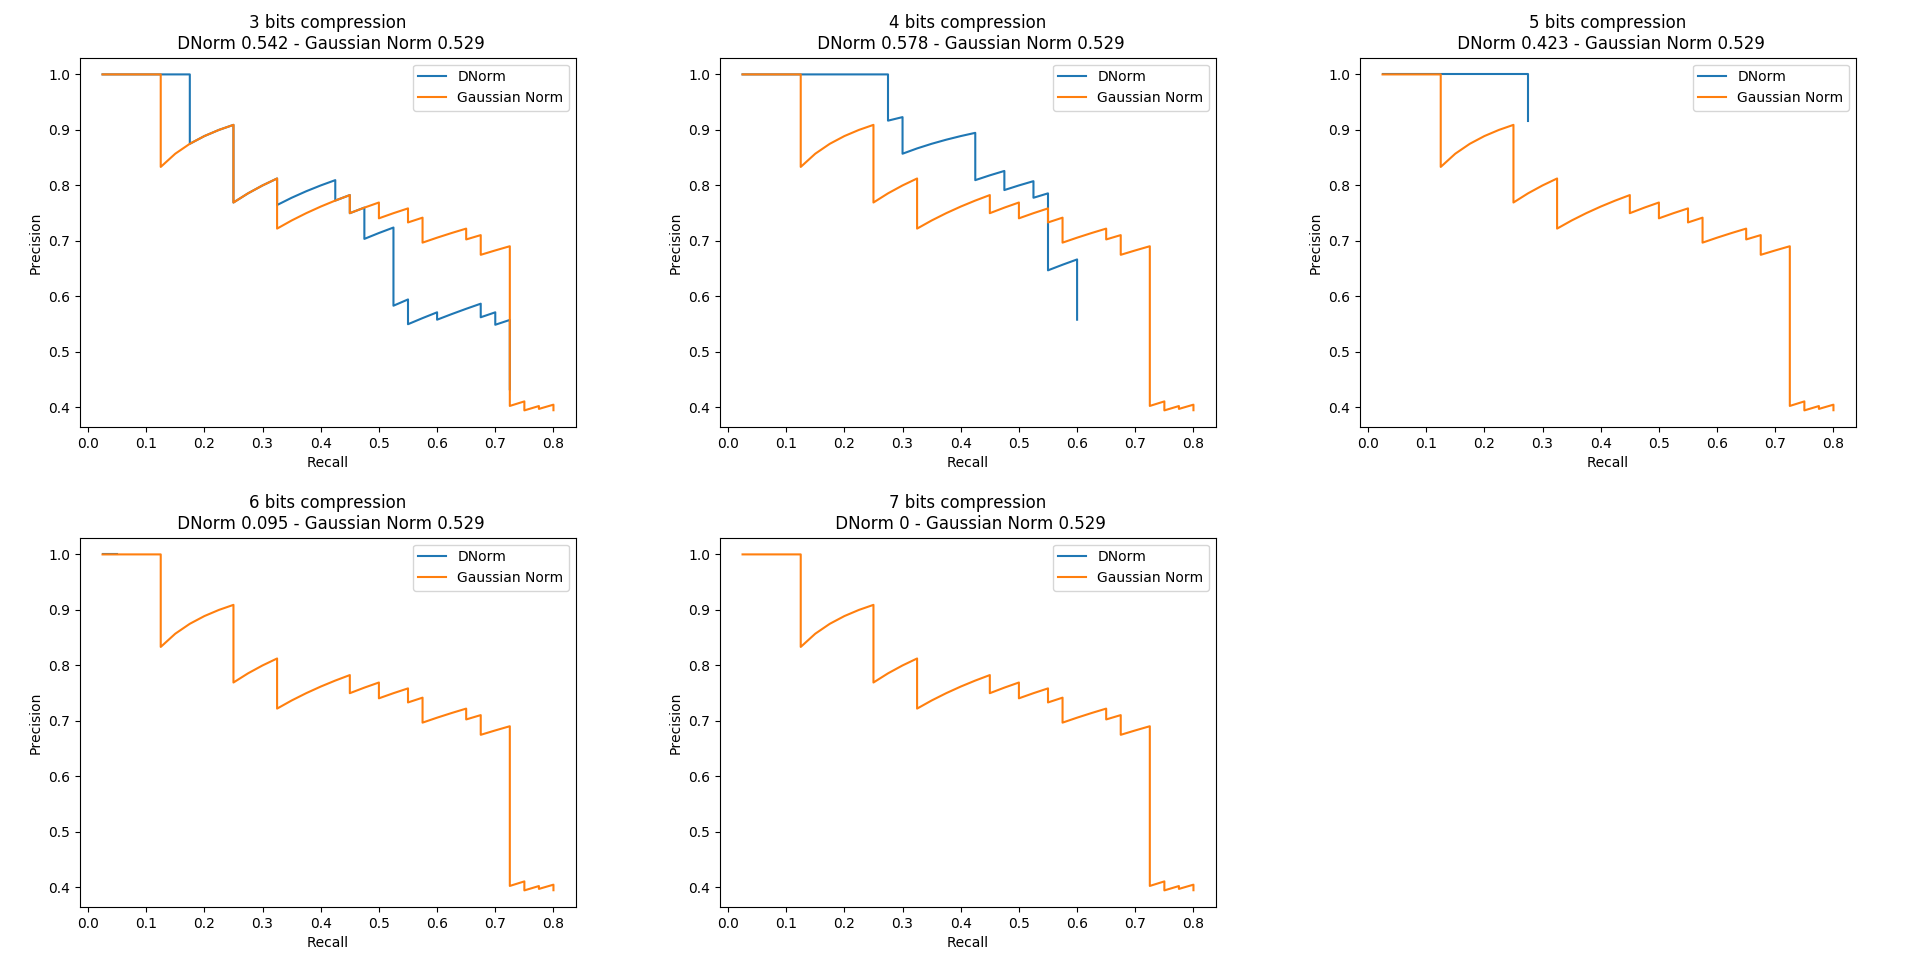 3 bits compression
DNorm 0.542 - Gaussian Norm 0.529
1.0
0.9
0.8
0.7
0.6
0.5
0.4
Precision
DNorm
Gaussian Norm
0.0 0.1 0.2 0.3 0.4 0.5 0.6 0.7 0.8
Recall
4 bits compression
DNorm 0.578 - Gaussian Norm 0.529
1.0
0.9
0.8
0.7
0.6
0.5
0.4
Precision
DNorm
Gaussian Norm
0.0 0.1 0.2 0.3 0.4 0.5 0.6 0.7 0.8
Recall
5 bits compression
DNorm 0.423 - Gaussian Norm 0.529
1.0
0.9
0.8
0.7
0.6
0.5
0.4
Precision
DNorm
Gaussian Norm
0.0 0.1 0.2 0.3 0.4 0.5 0.6 0.7 0.8
Recall
6 bits compression
DNorm 0.095 - Gaussian Norm 0.529
1.0
0.9
0.8
0.7
0.6
0.5
0.4
Precision
DNorm
Gaussian Norm
0.0 0.1 0.2 0.3 0.4 0.5 0.6 0.7 0.8
Recall
7 bits compression
DNorm 0 - Gaussian Norm 0.529
1.0
0.9
0.8
0.7
0.6
0.5
0.4
Precision
DNorm
Gaussian Norm
0.0 0.1 0.2 0.3 0.4 0.5 0.6 0.7 0.8
Recall